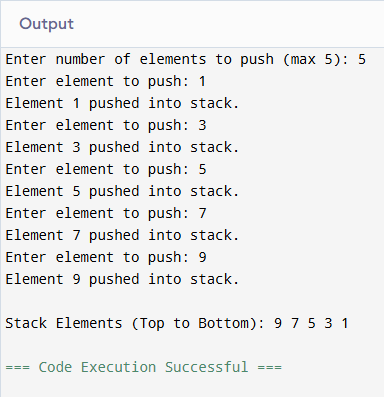 Output
Enter number of elements to push (max 5): 5
Enter element to push: 1
Element 1 pushed into stack.
Enter element to push: 3
Element 3 pushed into stack.
Enter element to push: 5
Element 5 pushed into stack.
Enter element to push: 7
Element 7 pushed into stack.
Enter element to push: 9
Element 9 pushed into stack.
Stack Elements (Top to Bottom): 9 7 5 3 1
=== Code Execution Successful ===